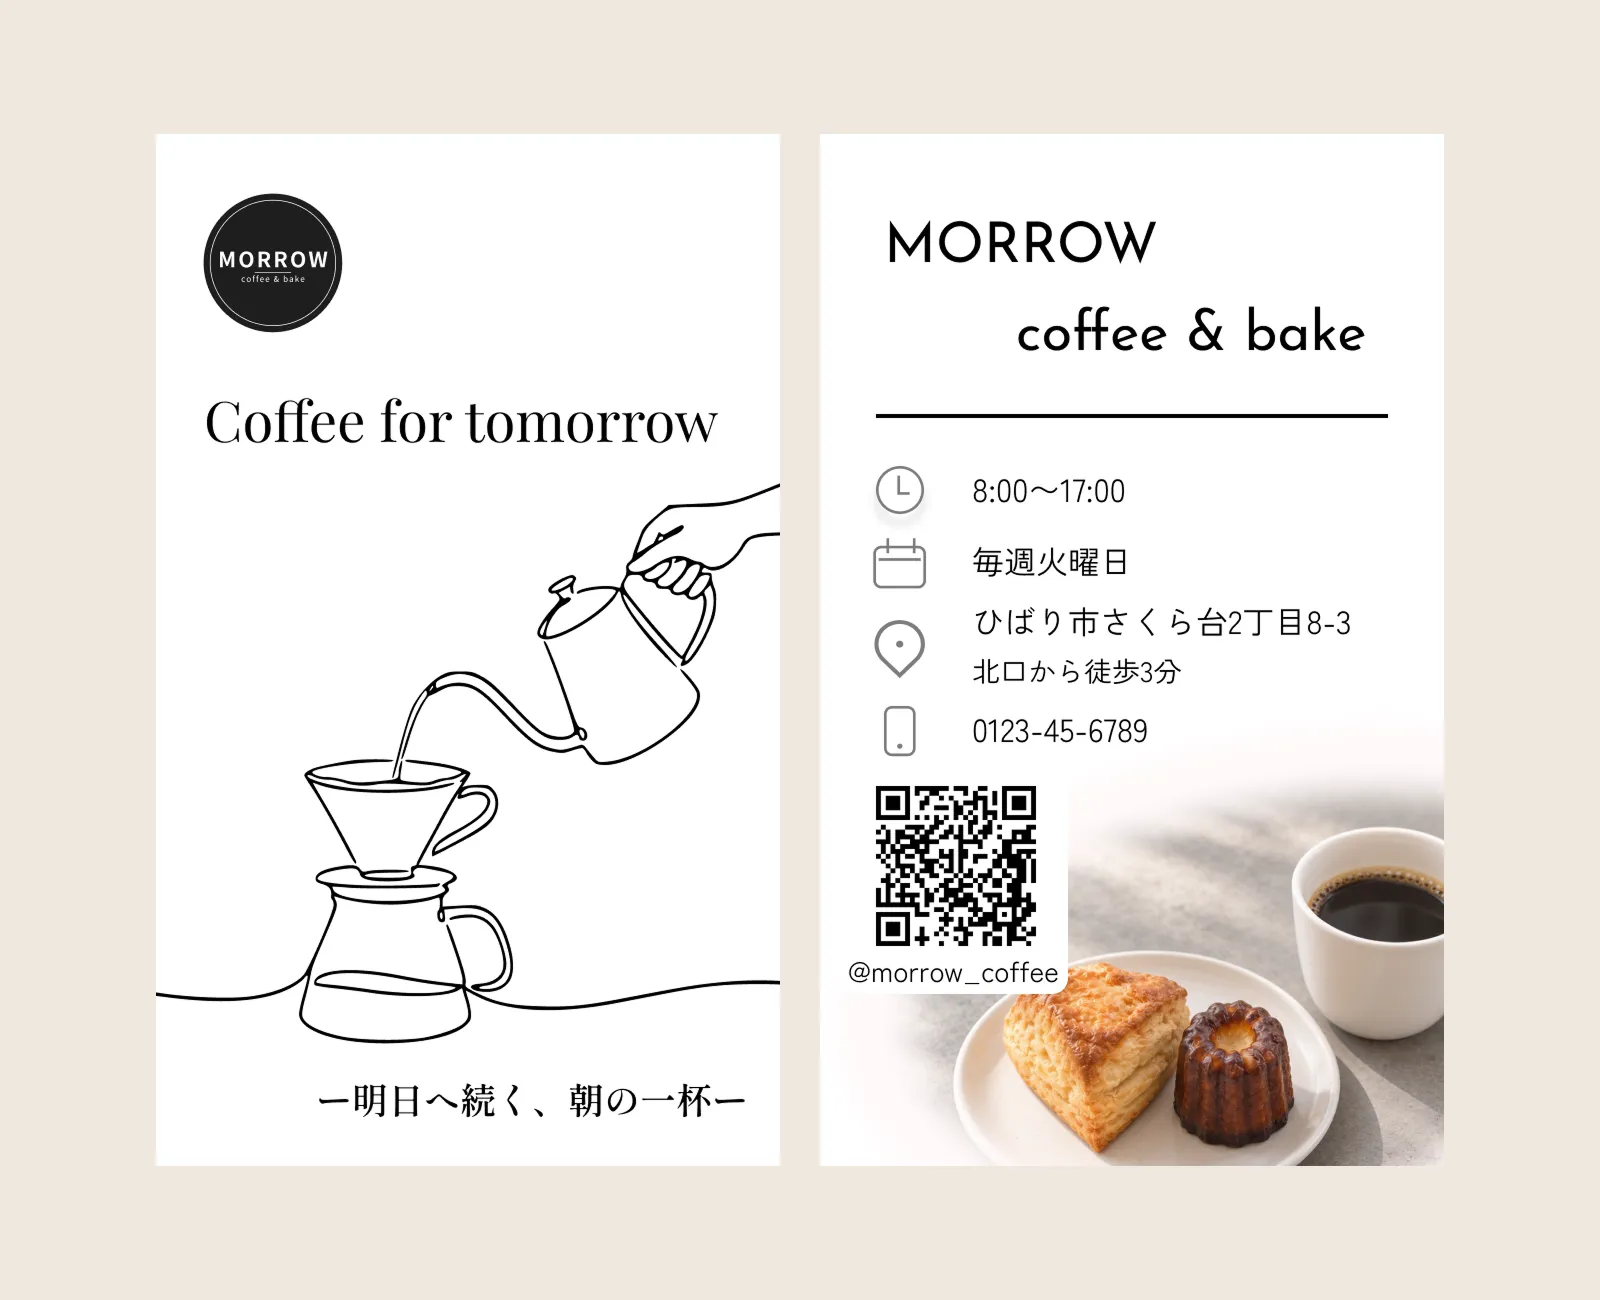 MORROW
coffee & bake
Coffee for tomorrow
ー明日へ続く、朝の一杯ー
MORROW
coffee & bake
8:00〜17:00
毎週火曜日
ひばり市さくら台2丁目8-3
北口から徒歩3分
0123-45-6789
@morrow_coffee